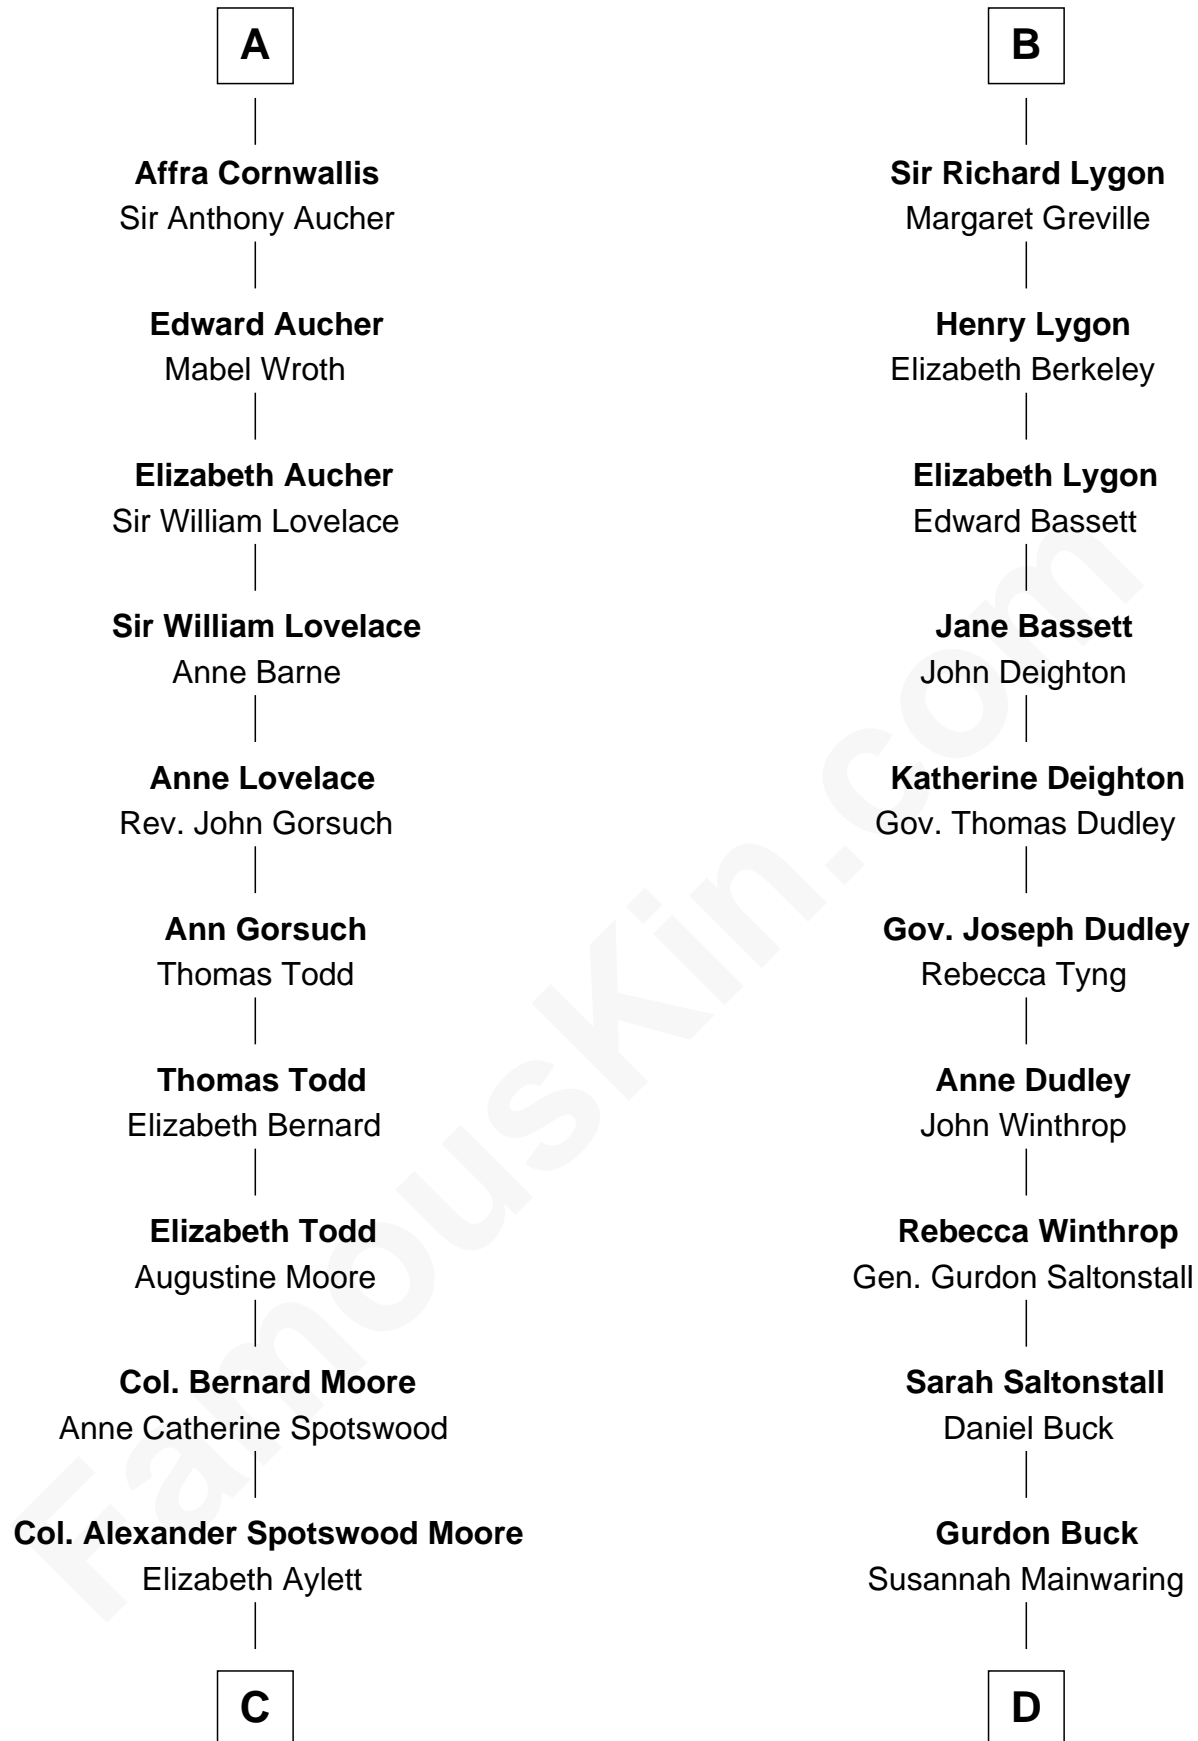 A
Affra Cornwallis
Sir Anthony Aucher
Edward Aucher
Mabel Wroth
Elizabeth Aucher
Sir William Lovelace
Sir William Lovelace
Anne Barne
Anne Lovelace
Rev. John Gorsuch
Ann Gorsuch
Thomas Todd
Thomas Todd
Elizabeth Bernard
Elizabeth Todd
Augustine Moore
Col. Bernard Moore
Anne Catherine Spotswood
Col. Alexander Spotswood Moore
Elizabeth Aylett
C
B
Sir Richard Lygon
Margaret Greville
Henry Lygon
Elizabeth Berkeley
Elizabeth Lygon
Edward Bassett
Jane Bassett
John Deighton
Katherine Deighton
Gov. Thomas Dudley
Gov. Joseph Dudley
Rebecca Tyng
Anne Dudley
John Winthrop
Rebecca Winthrop
Gen. Gurdon Saltonstall
Sarah Saltonstall
Daniel Buck
Gurdon Buck
Susannah Mainwaring
D
FamousKin.com